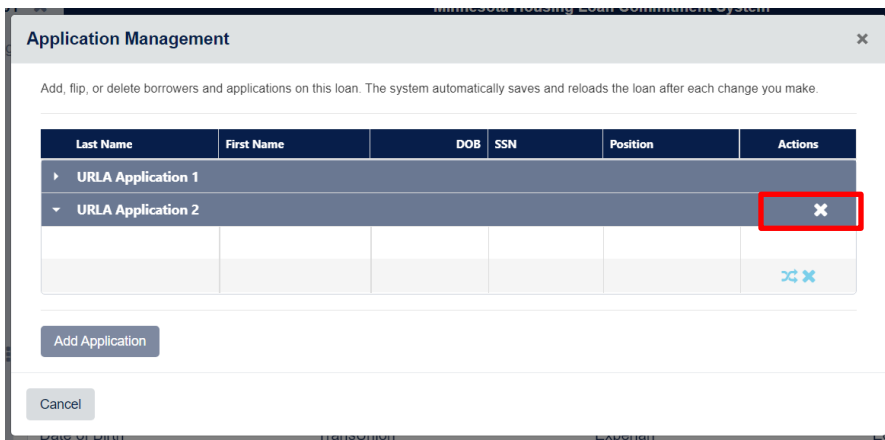 Minnesota Housing Loan Commitment System
Application Management
Add, flip, or delete borrowers and applications on this loan. The system automatically saves and reloads the loan after each change you make.
Last Name First Name DOB SSN Position Actions
URLA Application 1
URLA Application 2
Add Application
Cancel
Date of Birth TransUnion Experian